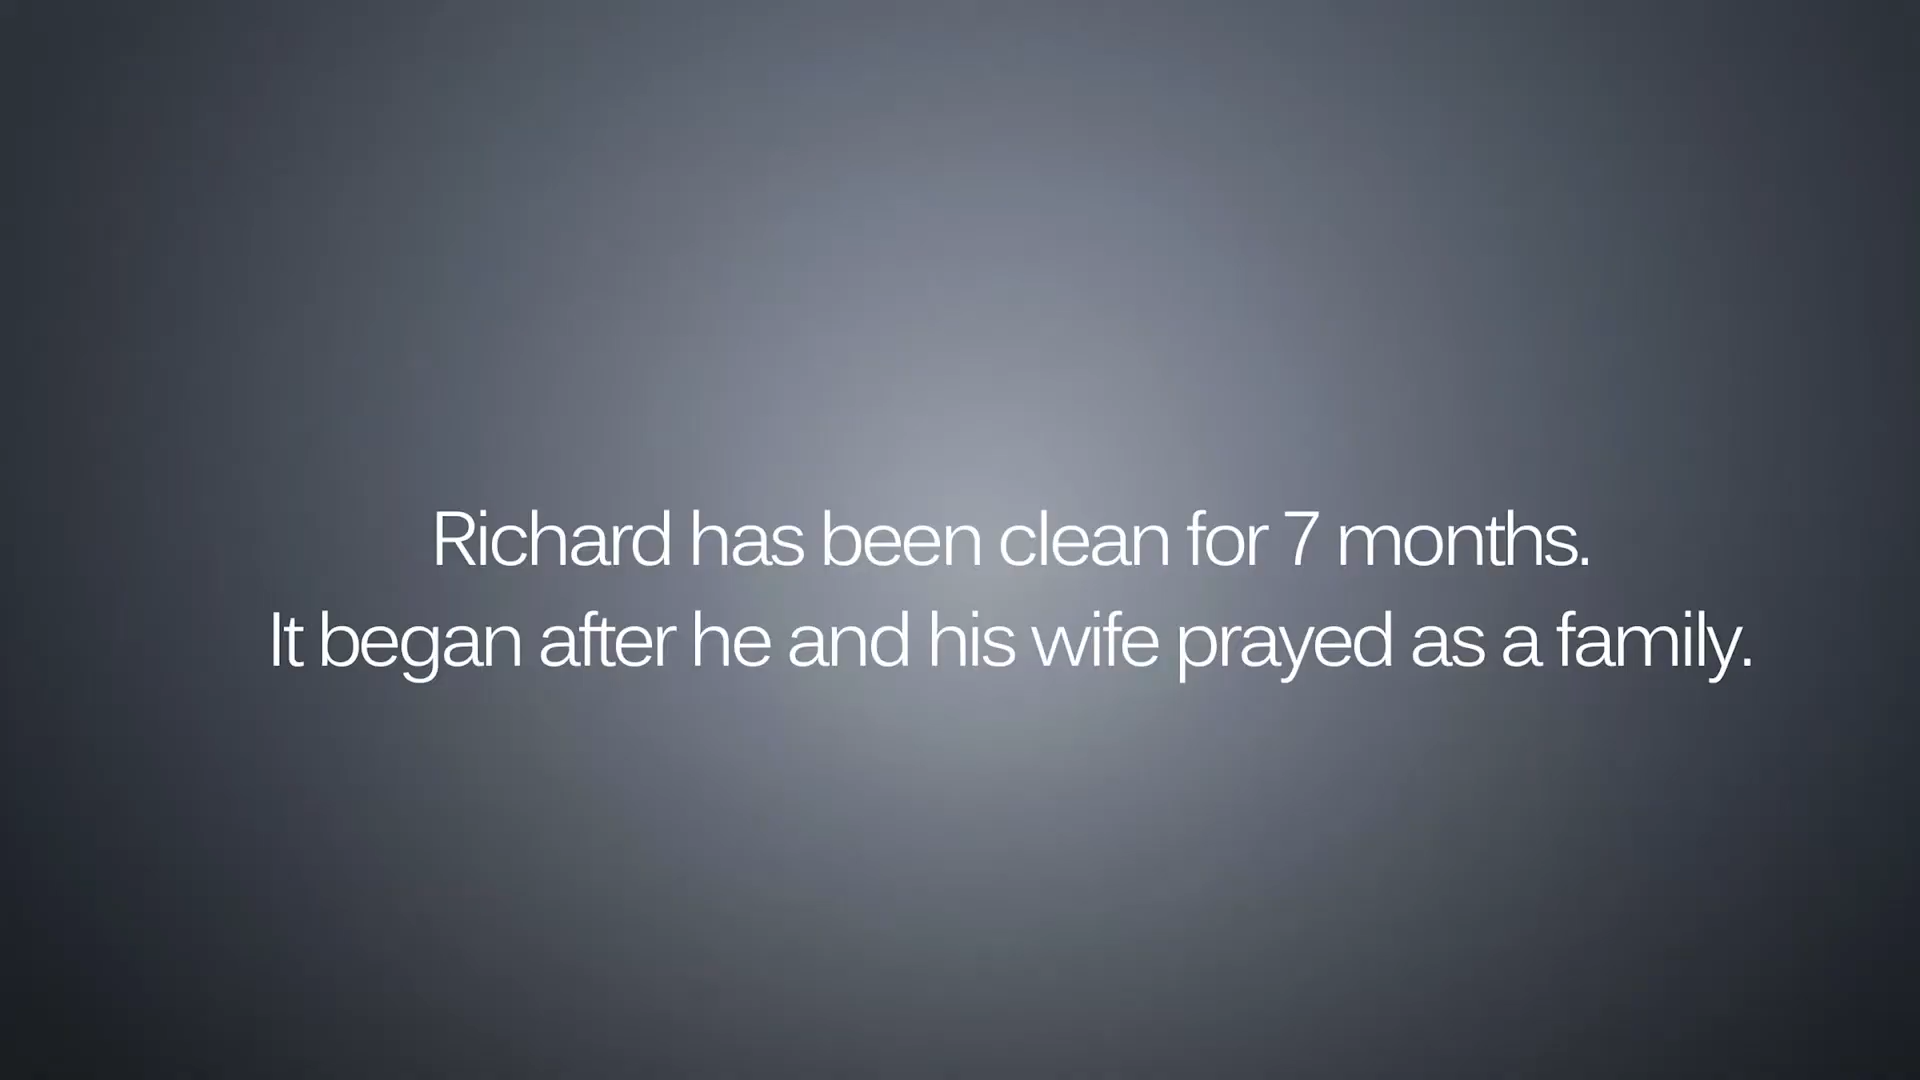 Richard has been clean for 7 months.
It began after he and his wife prayed as a family.